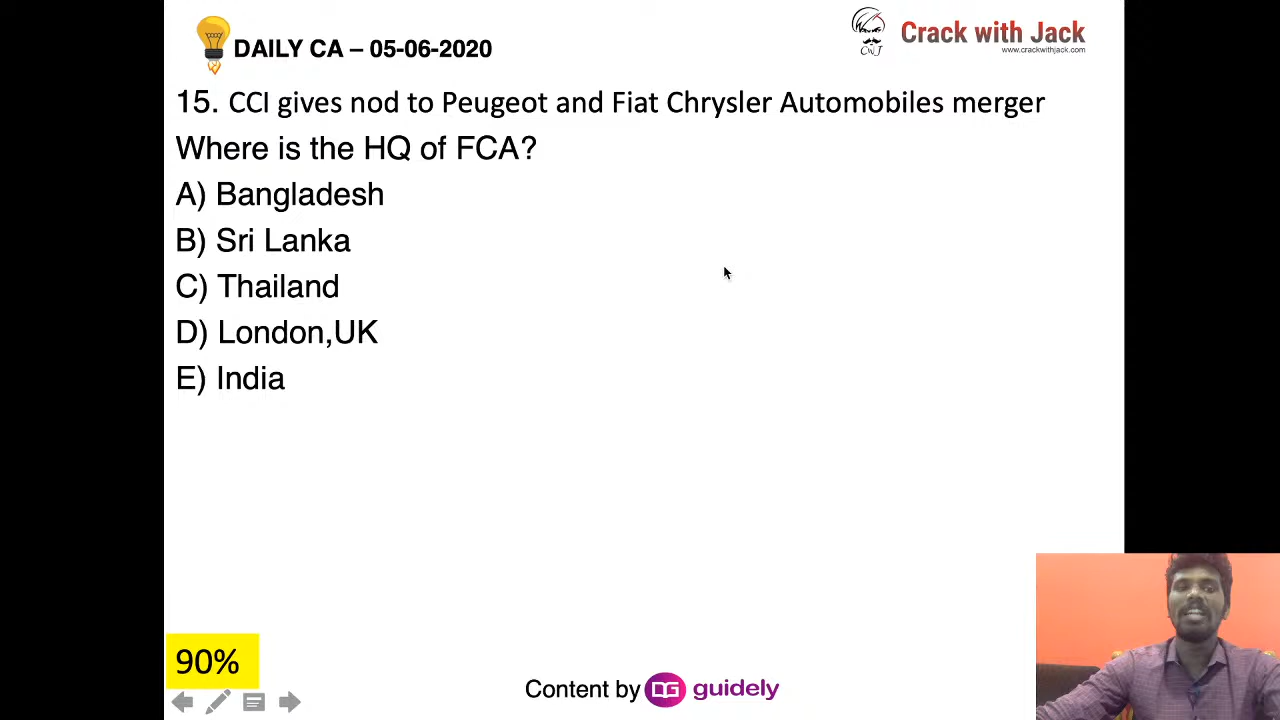 DAILY CA – 05-06-2020
Crack with Jack
www.crackwithjack.com
CWJ
15. CCI gives nod to Peugeot and Fiat Chrysler Automobiles merger
Where is the HQ of FCA?
A) Bangladesh
B) Sri Lanka
C) Thailand
D) London,UK
E) India
90%
Content by DG guidely